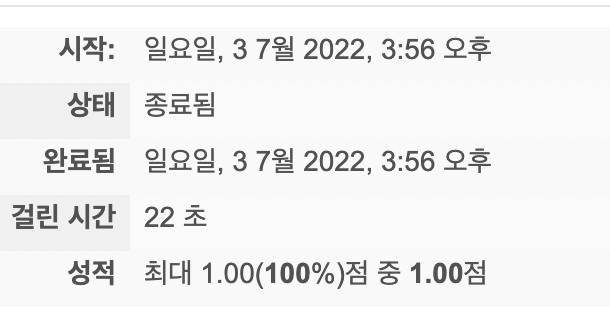 시작: 일요일, 3 7월 2022, 3:56 오후
상태 종료됨
완료됨 일요일, 3 7월 2022, 3:56 오후
걸린 시간 22 초
성적 최대 1.00(100%)점 중 1.00점